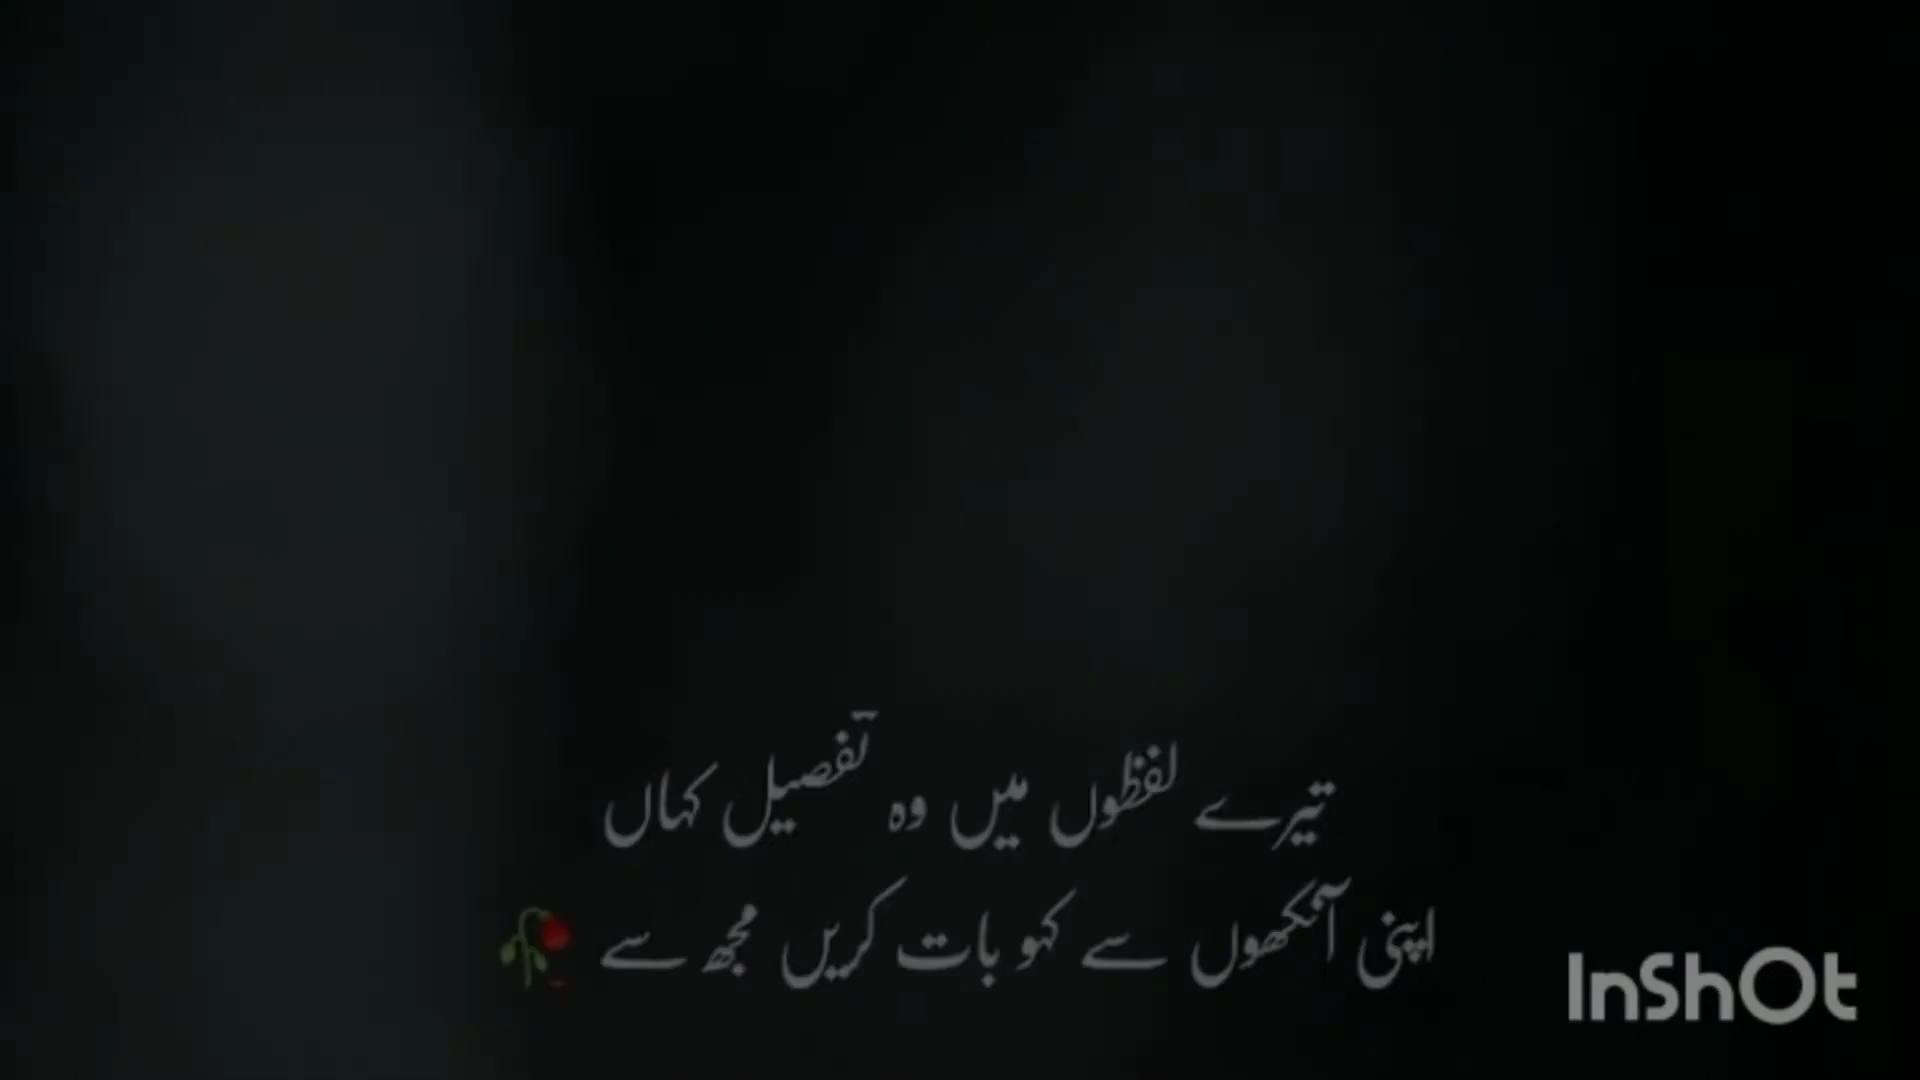 تیرے لفظوں میں وہ تفصیل کہاں
اپنی آنکھوں سے کہو بات کریں مجھ سے 🥀
InShOt